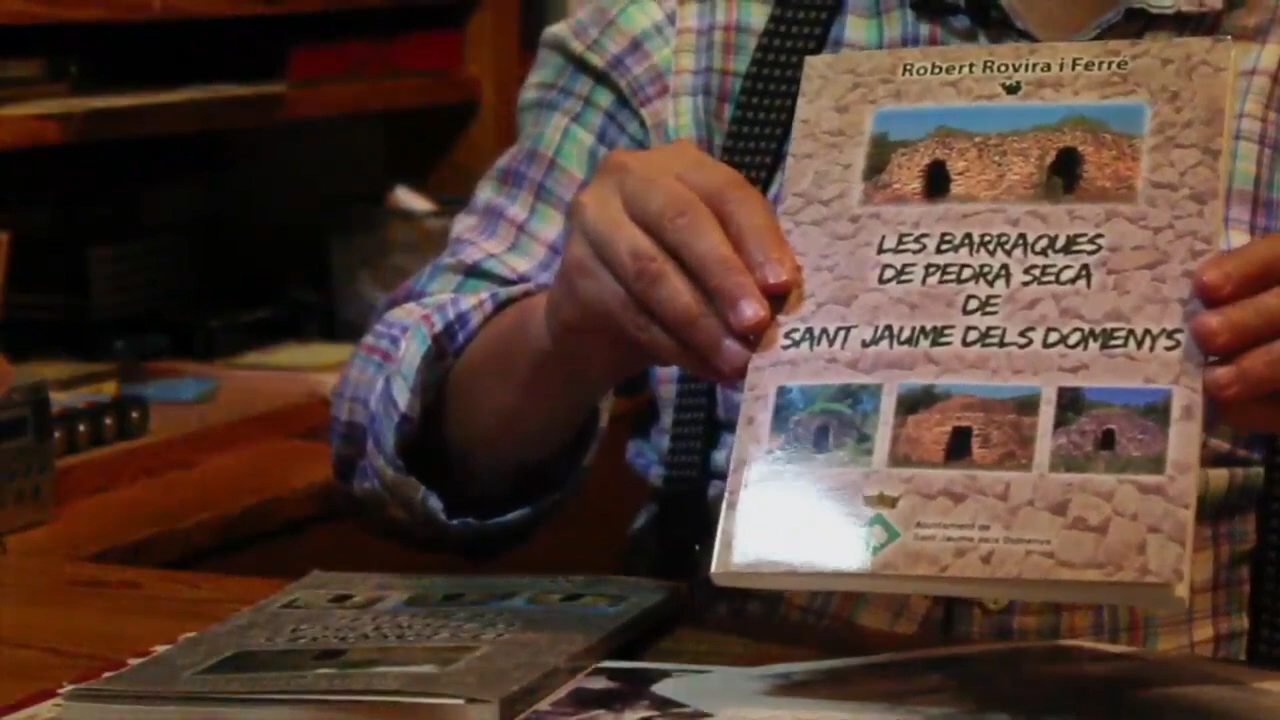 Robert Rovira i Ferré
LES BARRAQUES
DE PEDRA SECA
DE
SANT JAUME DELS DOMENYS
Ajuntament de
Sant Jaume dels Domenys